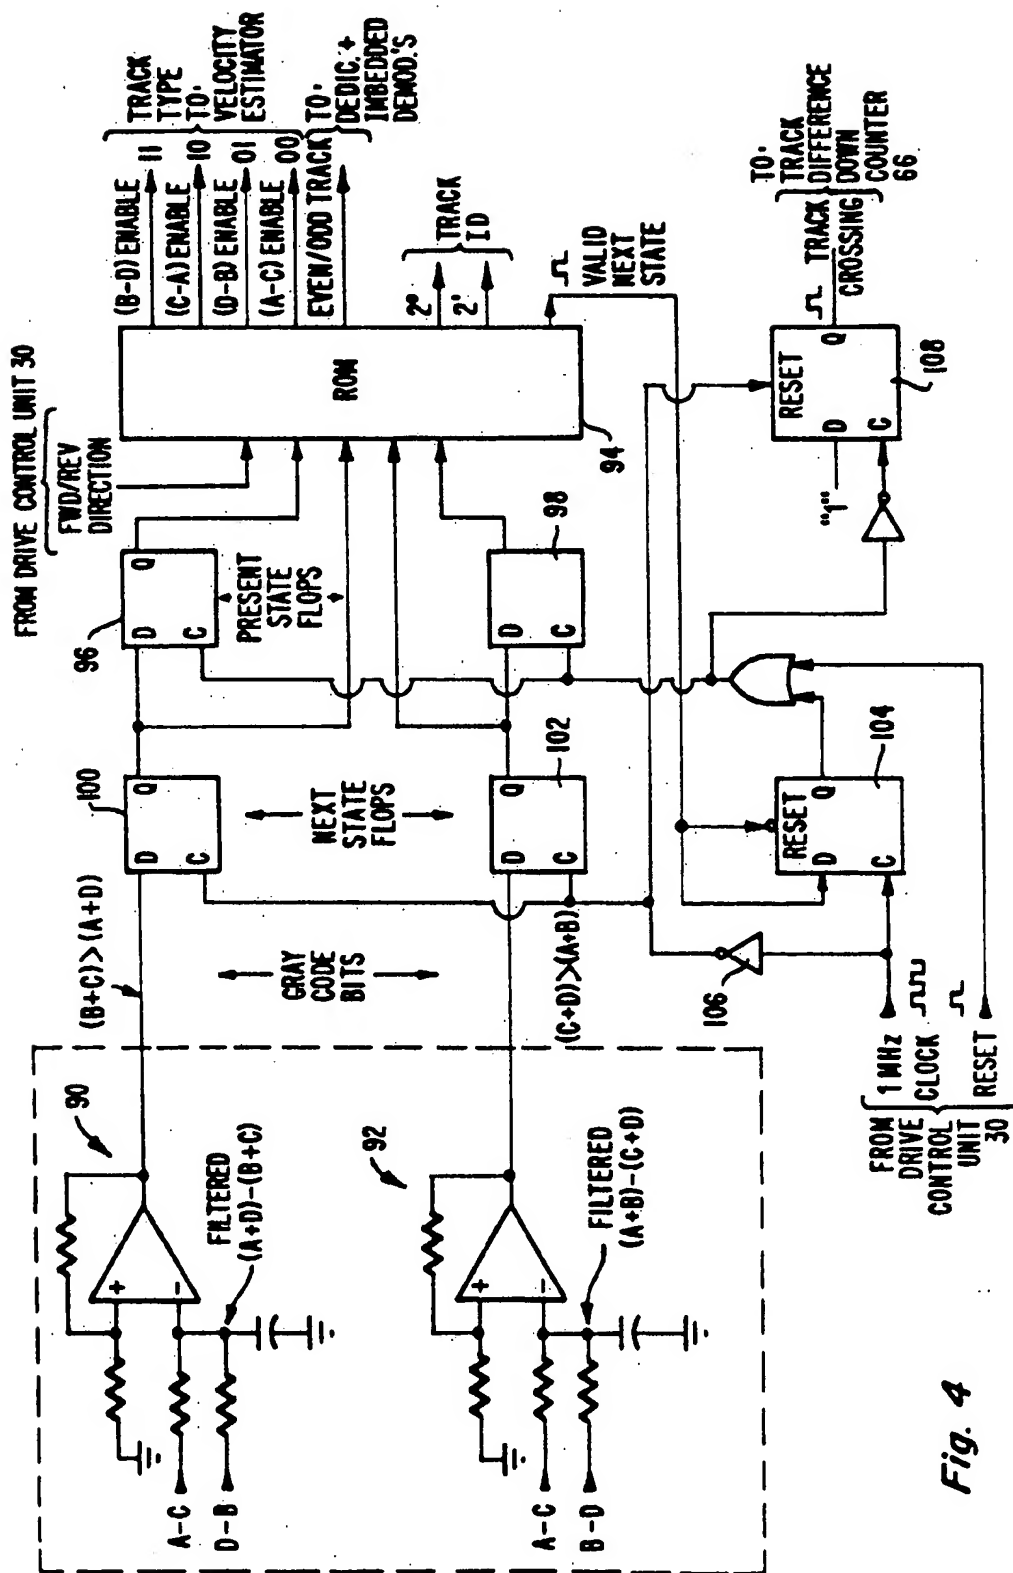 FROM DRIVE CONTROL UNIT 30
FWD/REV
DIRECTION
(B-D) ENABLE 11
(C-A) ENABLE 10
(D-B) ENABLE 01
(A-C) ENABLE 00
TRACK
TYPE
TO:
VELOCITY
ESTIMATOR
EVEN/ODD TRACK
TO:
DEDIC. +
IMBEDDED
DEMOD.'S
2⁰
2¹
TRACK
ID
VALID
NEXT
STATE
ROM
94
96
D
Q
C
PRESENT
STATE
FLOPS
98
D
C
100
D
Q
C
NEXT
STATE
FLOPS
102
D
Q
C
(B+C)>(A+D)
GRAY
CODE
BITS
(C+D)>(A+B)
90
+
-
FILTERED
(A+D)-(B+C)
A-C
D-B
92
+
-
FILTERED
(A+B)-(C+D)
A-C
B-D
106
104
RESET
D
Q
C
108
RESET
D
Q
C
"1"
TRACK
CROSSING
TO:
TRACK
DIFFERENCE
DOWN
COUNTER
66
FROM
DRIVE
CONTROL
UNIT
30
1 MHz
CLOCK
RESET
Fig. 4